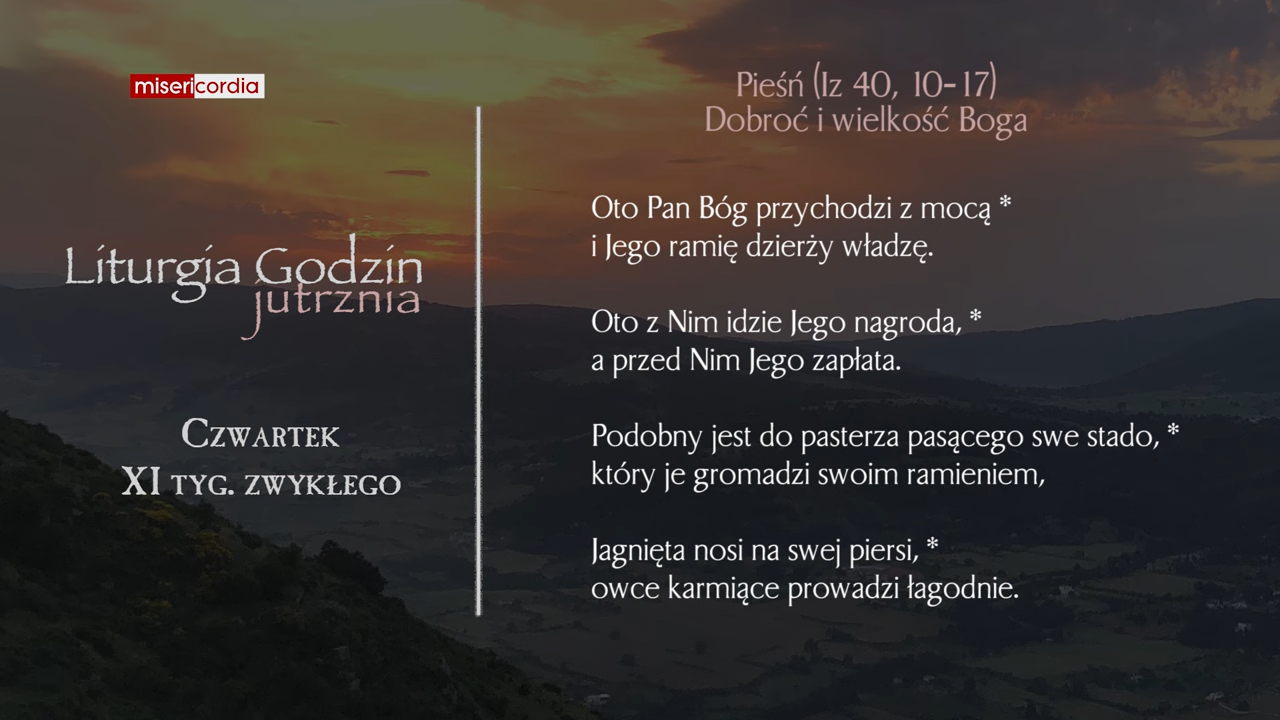 misericordia
Liturgia Godzin
jutrznia
Czwartek
XI tyg. zwykłego
Pieśń (Iz 40, 10-17)
Dobroć i wielkość Boga
Oto Pan Bóg przychodzi z mocą *
i Jego ramię dzierży władzę.
Oto z Nim idzie Jego nagroda, *
a przed Nim Jego zapłata.
Podobny jest do pasterza pasącego swe stado, *
który je gromadzi swoim ramieniem,
Jagnięta nosi na swej piersi, *
owce karmiące prowadzi łagodnie.